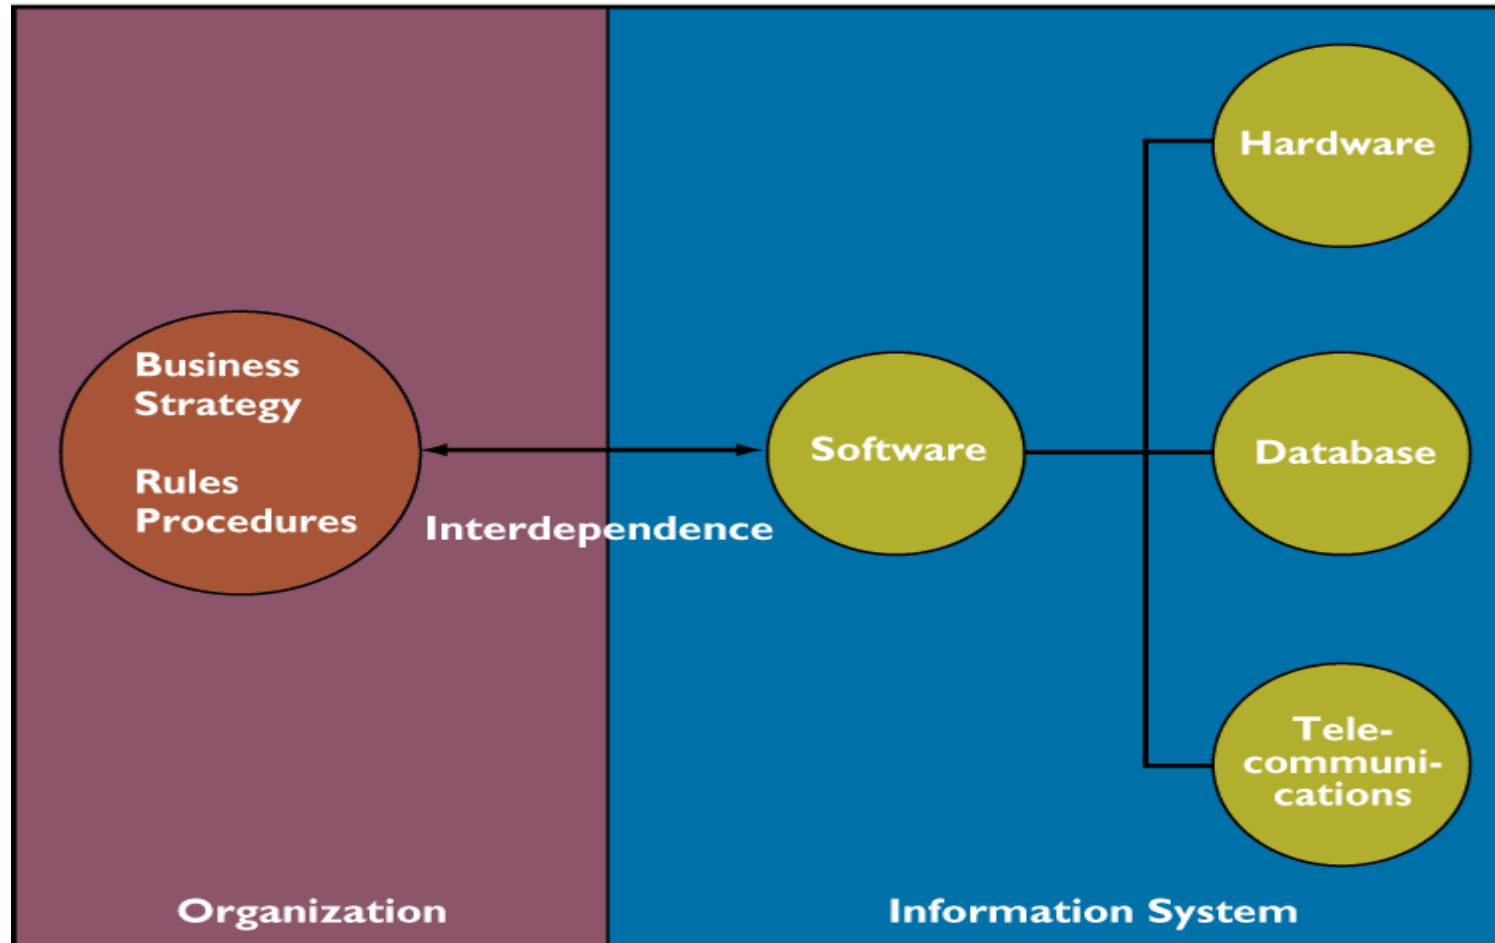 Business
Strategy
Rules
Procedures
Interdependence
Software
Hardware
Database
Tele-
communi-
cations
Organization
Information System